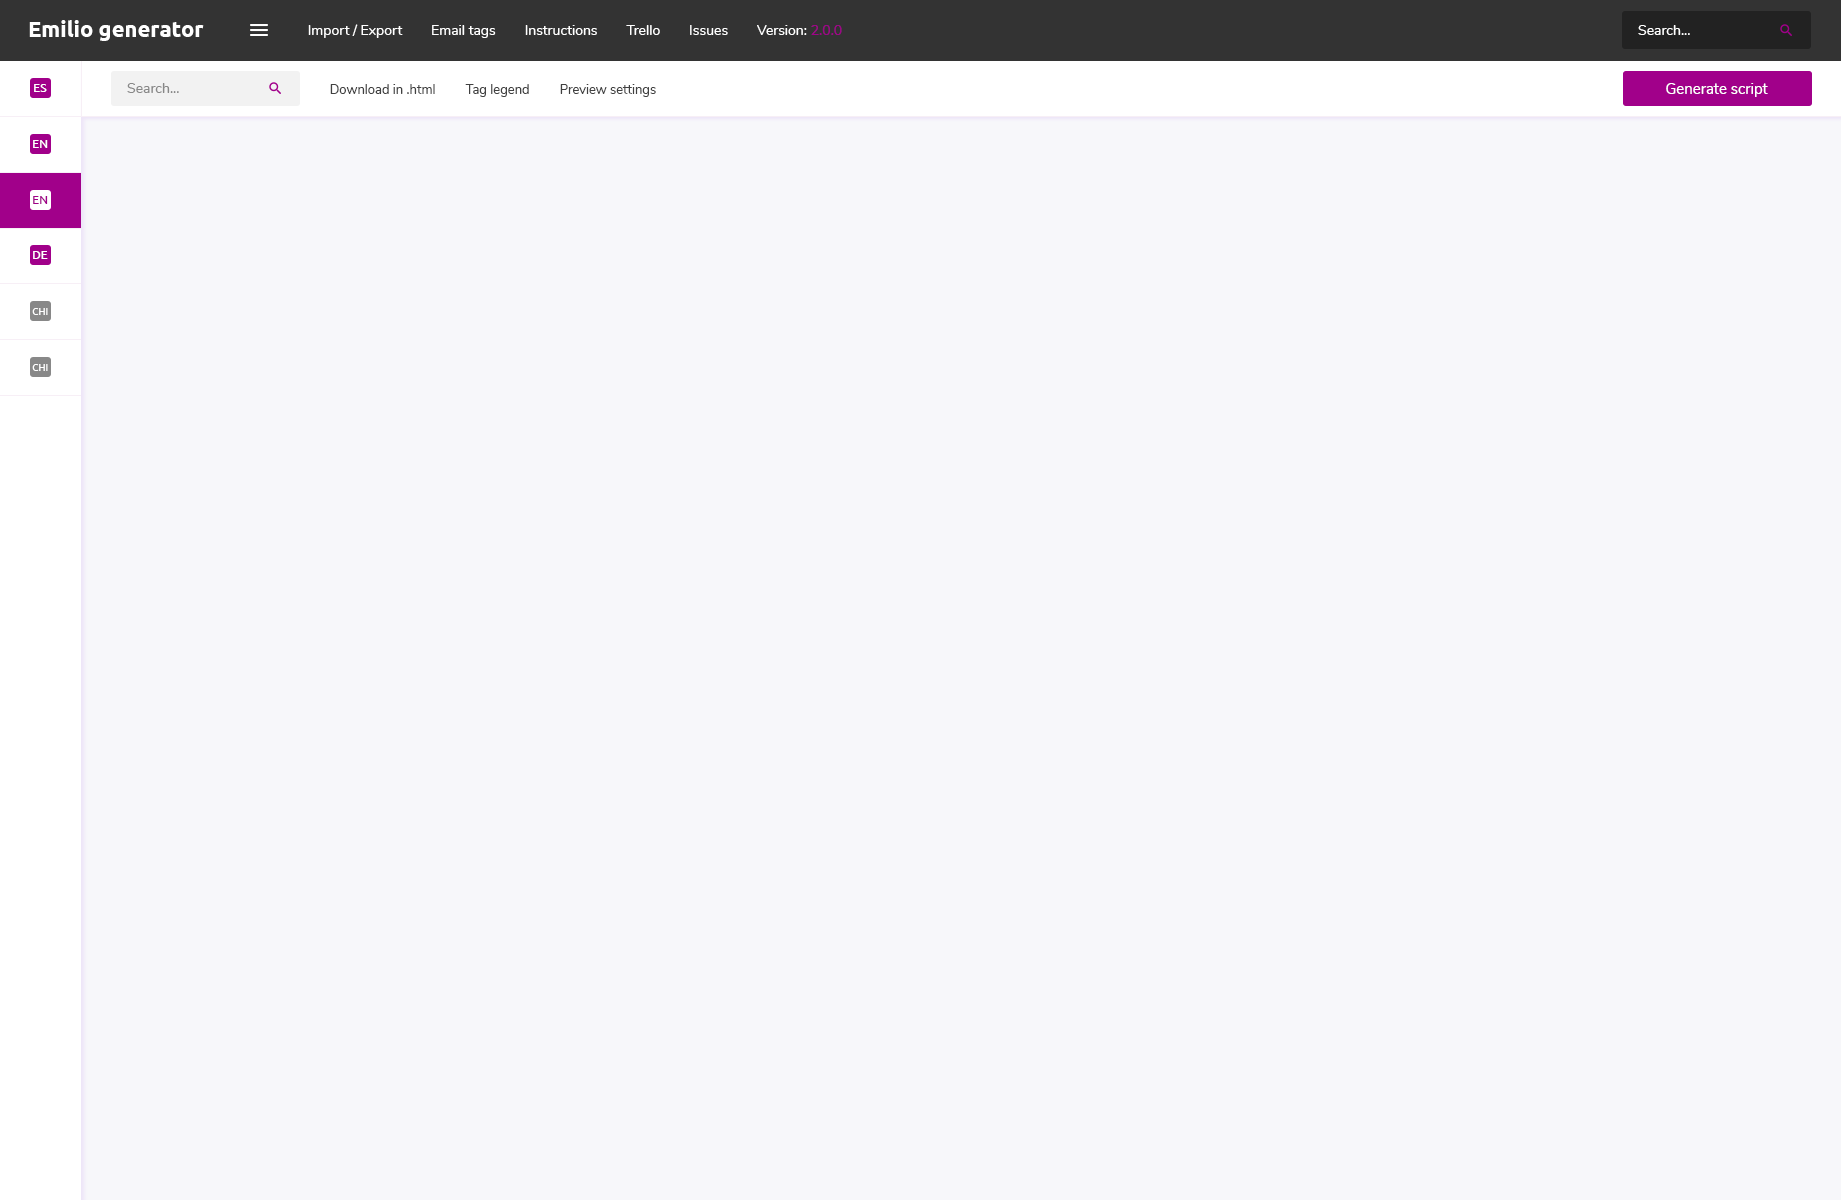 Emilio generator
Import / Export
Email tags
Instructions
Trello
Issues
Version: 2.0.0
Search...
Search...
Download in .html
Tag legend
Preview settings
Generate script
ES
EN
EN
DE
CHI
CHI